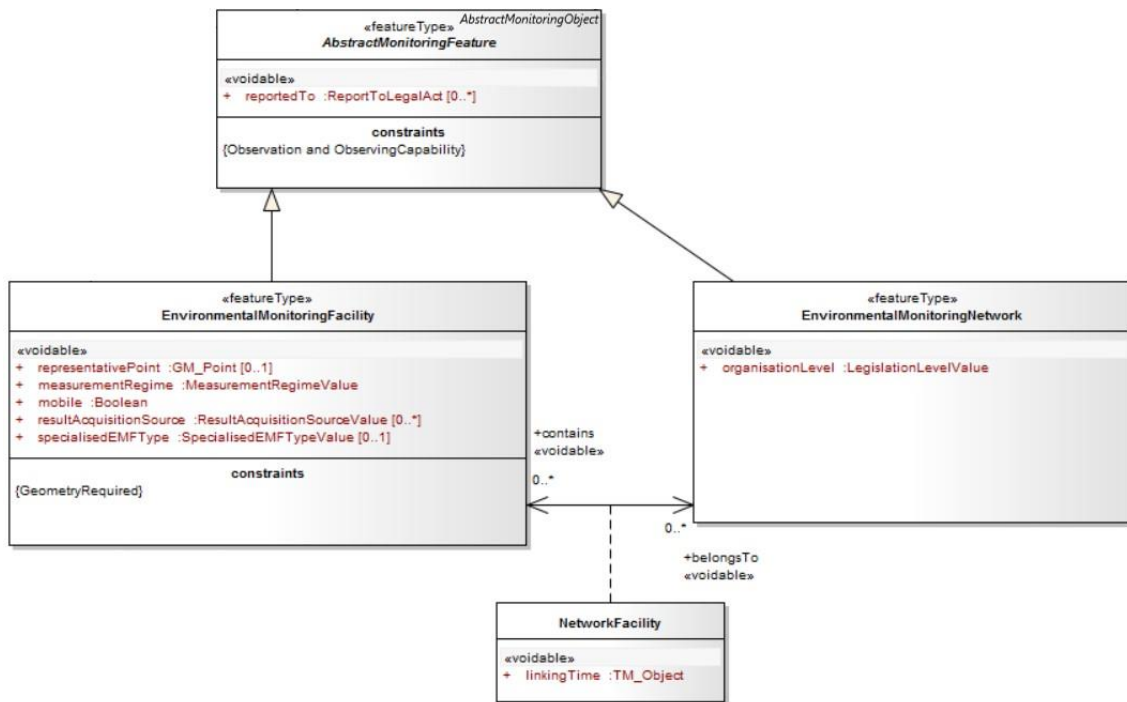 AbstractMonitoringObject
«featureType»
AbstractMonitoringFeature
«voidable»
+ reportedTo :ReportToLegalAct [0..*]
constraints
{Observation and ObservingCapability}
«featureType»
EnvironmentalMonitoringFacility
«voidable»
+ representativePoint :GM_Point [0..1]
+ measurementRegime :MeasurementRegimeValue
+ mobile :Boolean
+ resultAcquisitionSource :ResultAcquisitionSourceValue [0..*]
+ specialisedEMFType :SpecialisedEMFTypeValue [0..1]
constraints
{GeometryRequired}
«featureType»
EnvironmentalMonitoringNetwork
«voidable»
+ organisationLevel :LegislationLevelValue
+contains
«voidable»
0..*
0..*
+belongsTo
«voidable»
NetworkFacility
«voidable»
+ linkingTime :TM_Object